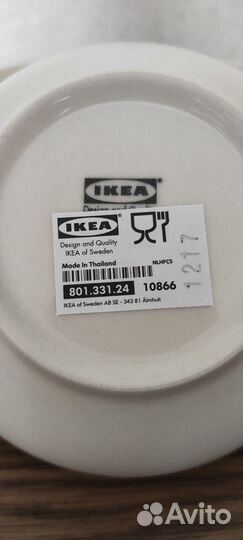 IKEA
Design and Quality
IKEA
Design and Quality
IKEA of Sweden
Made In Thailand
NLHFCS
801.331.24 10866
IKEA of Sweden AB SE - 343 81 Älmhult
1217
Avito